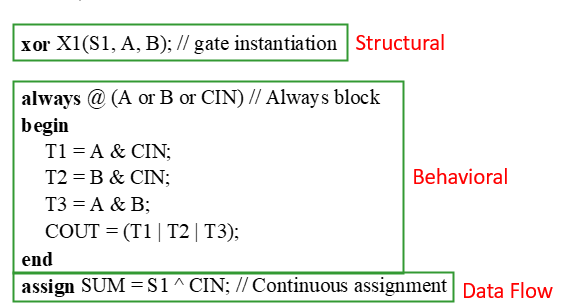 xor X1(S1, A, B); // gate instantiation Structural
always @ (A or B or CIN) // Always block
begin
T1 = A & CIN;
T2 = B & CIN;
Behavioral
T3 = A & B;
COUT = (T1 | T2 | T3);
end
assign SUM = S1 ^ CIN; // Continuous assignment Data Flow